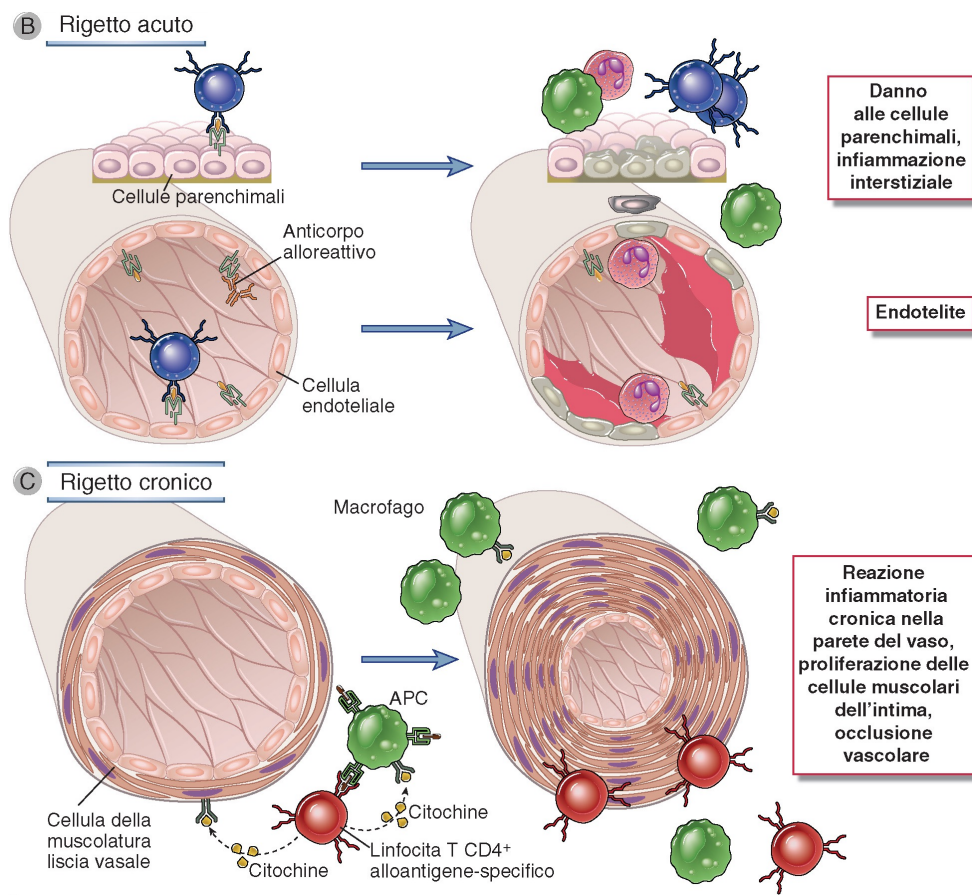 B Rigetto acuto
Danno
alle cellule
parenchimali,
infiammazione
interstiziale
Cellule parenchimali
Anticorpo
alloreattivo
Endotelite
Cellula
endoteliale
C Rigetto cronico
Macrofago
Reazione
infiammatoria
cronica nella
parete del vaso,
proliferazione delle
cellule muscolari
dell'intima,
occlusione
vascolare
APC
Cellula della
muscolatura
liscia vasale
Citochine
Citochine
Linfocita T CD4⁺
alloantigene-specifico